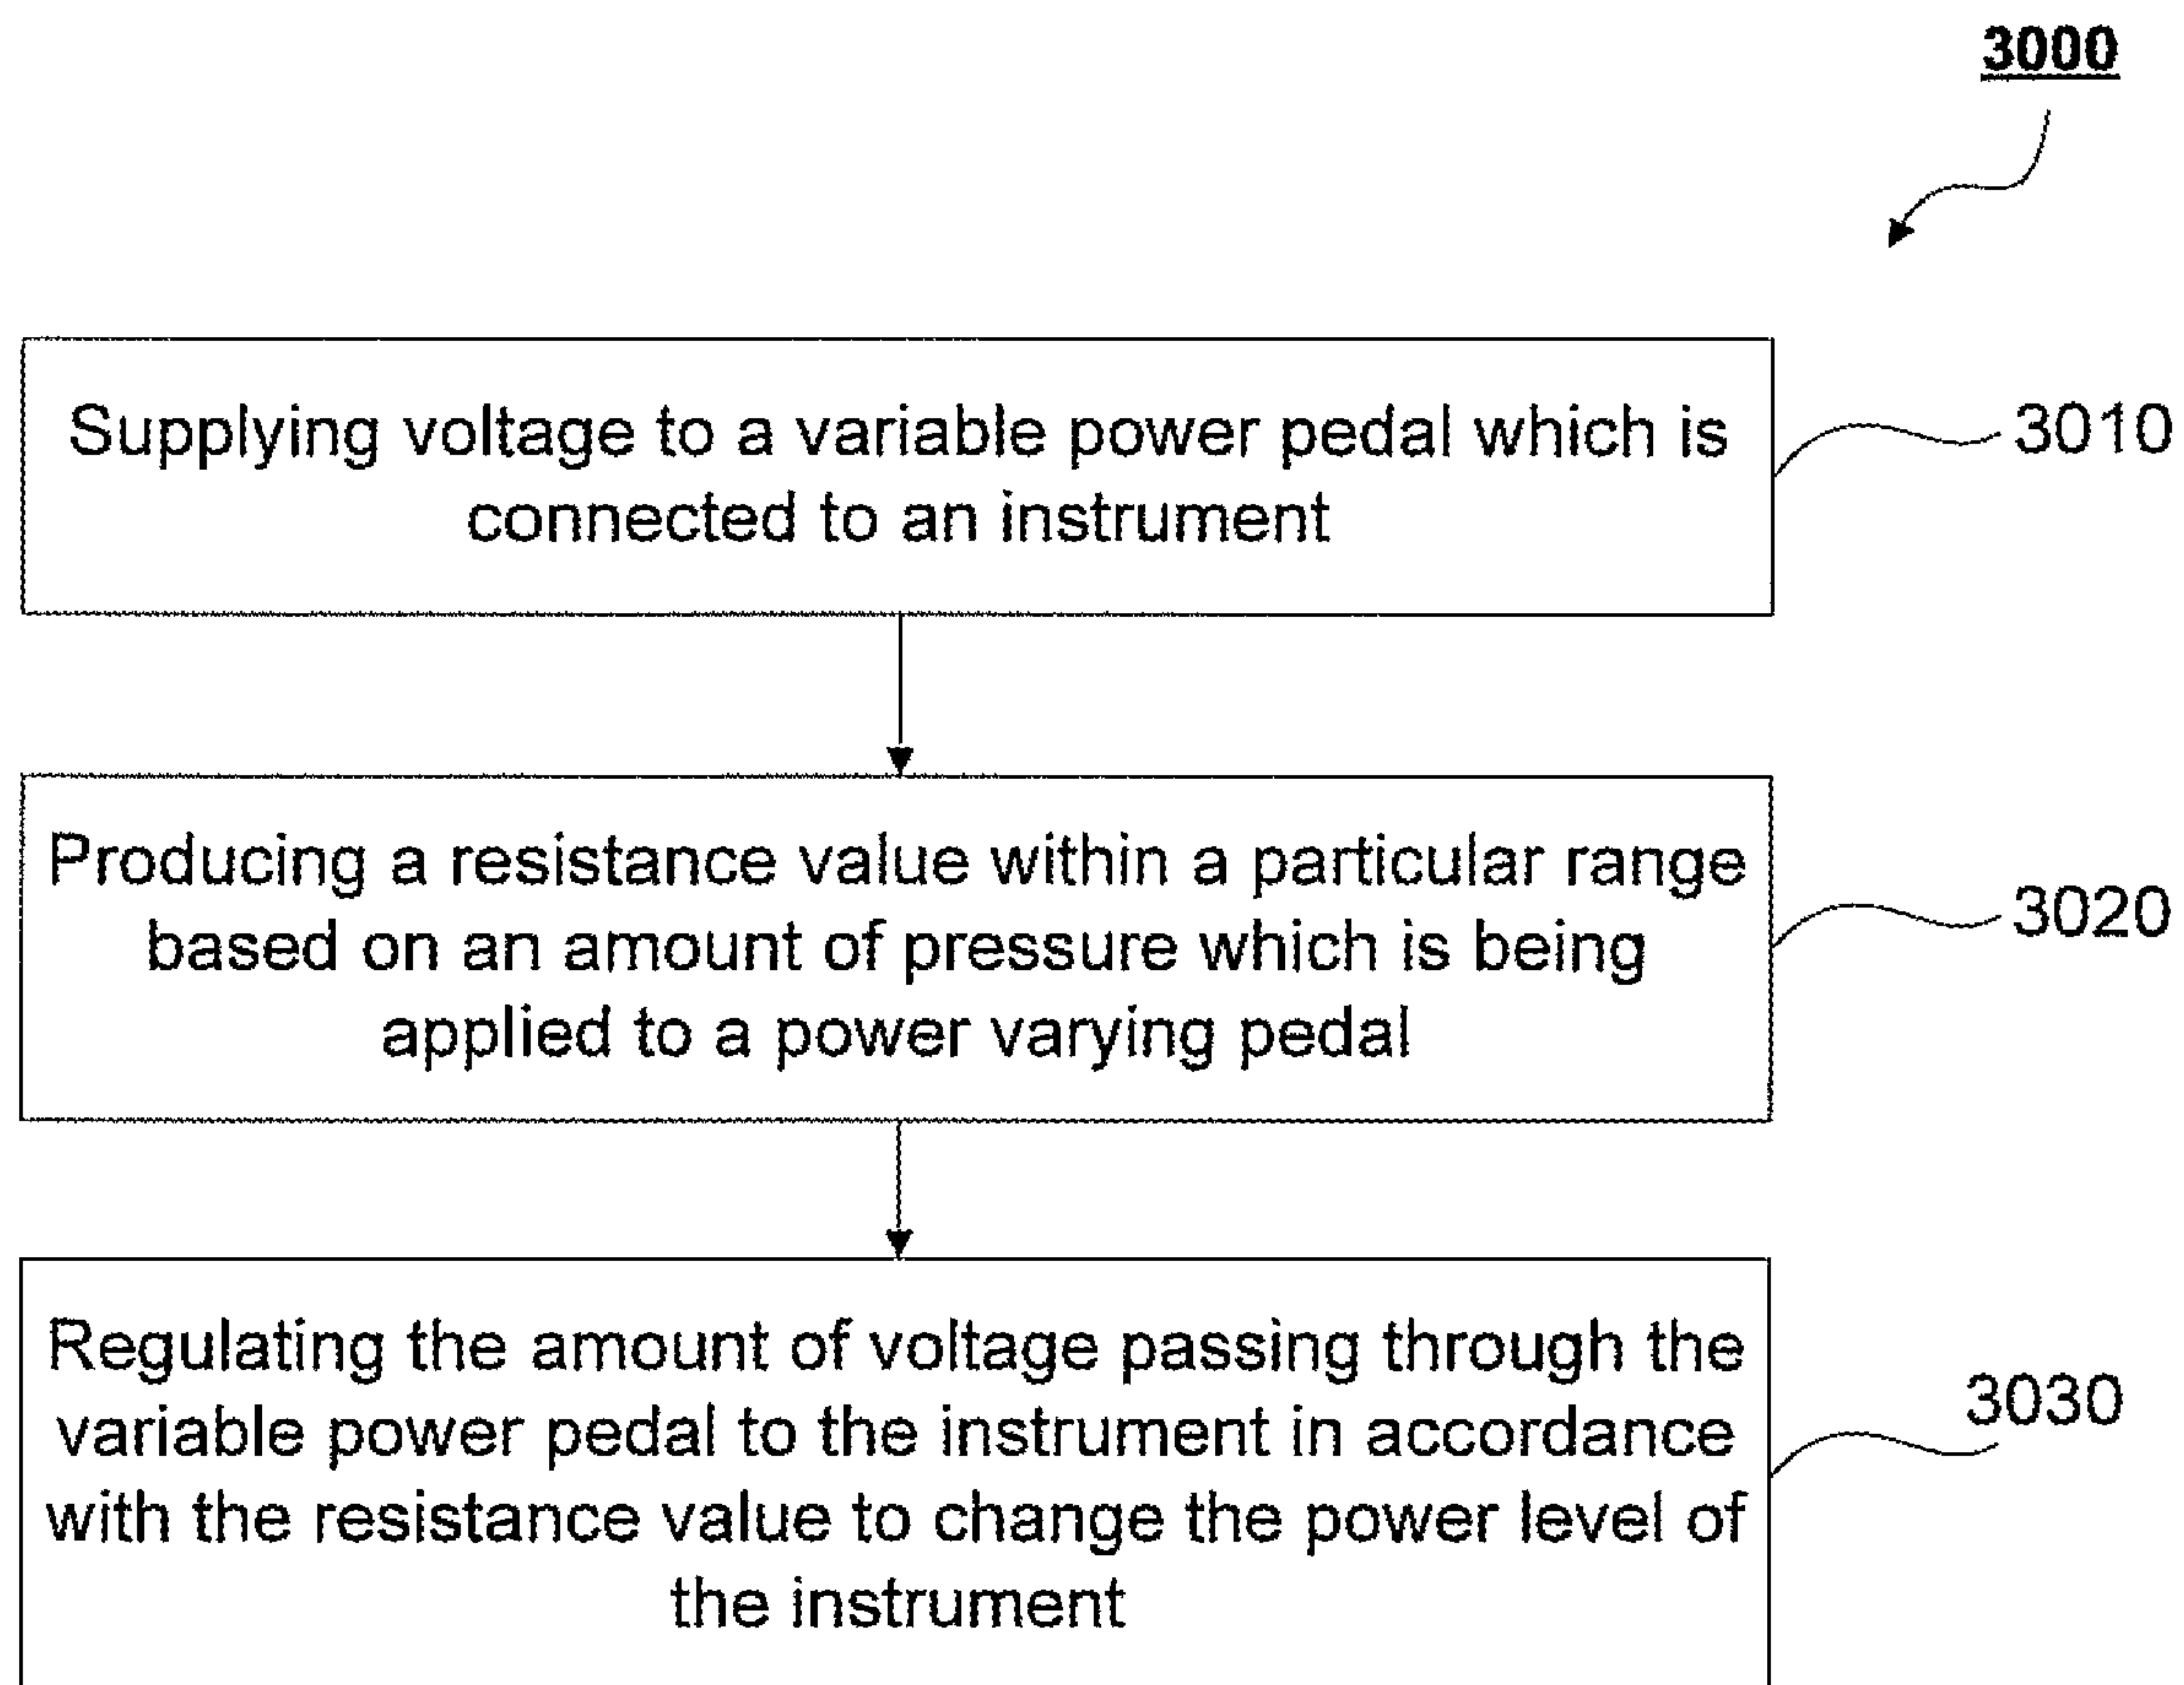 3000
Supplying voltage to a variable power pedal which is
connected to an instrument
3010
Producing a resistance value within a particular range
based on an amount of pressure which is being
applied to a power varying pedal
3020
Regulating the amount of voltage passing through the
variable power pedal to the instrument in accordance
with the resistance value to change the power level of
the instrument
3030